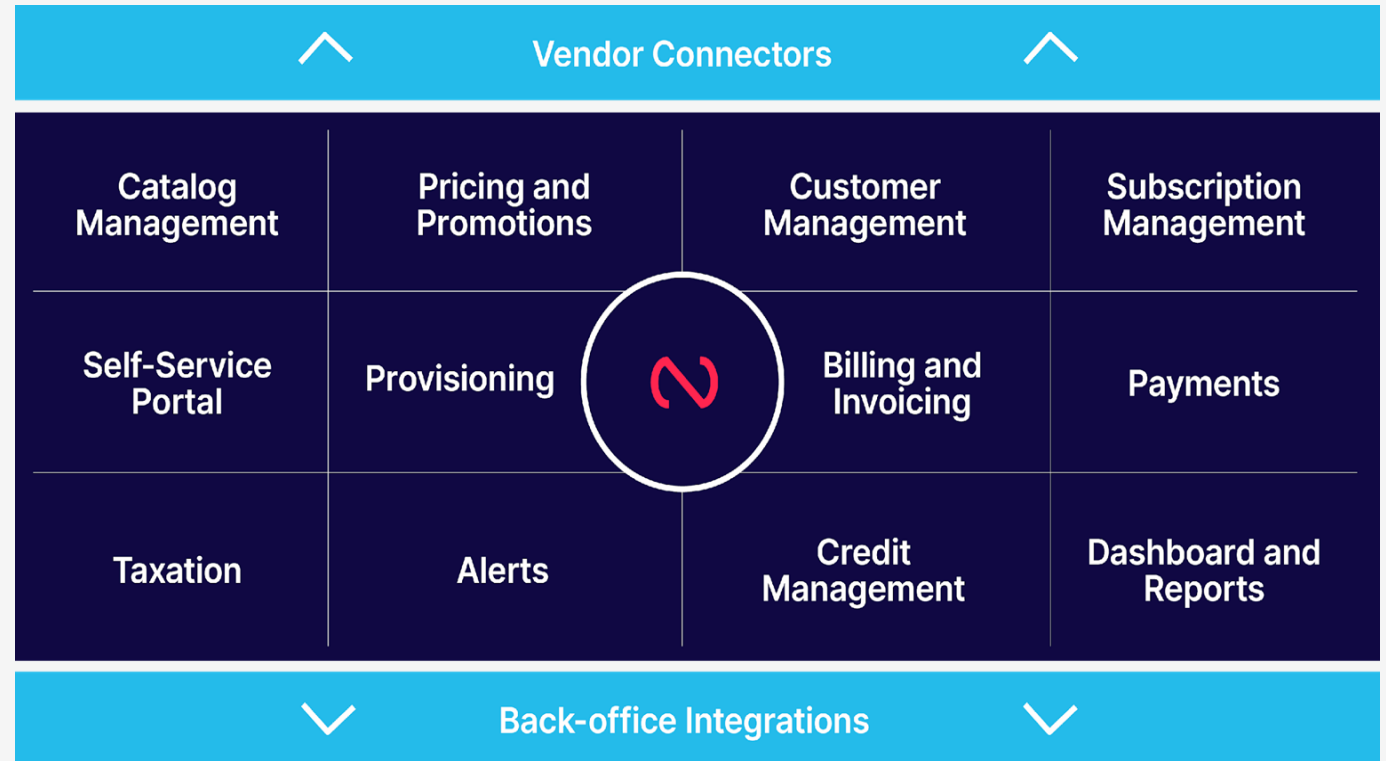 Vendor Connectors
Catalog
Management
Pricing and
Promotions
Customer
Management
Subscription
Management
Self-Service
Portal
Provisioning
Billing and
Invoicing
Payments
Taxation
Alerts
Credit
Management
Dashboard and
Reports
Back-office Integrations